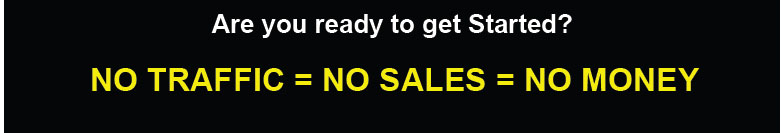 Are you ready to get Started?
NO TRAFFIC = NO SALES = NO MONEY